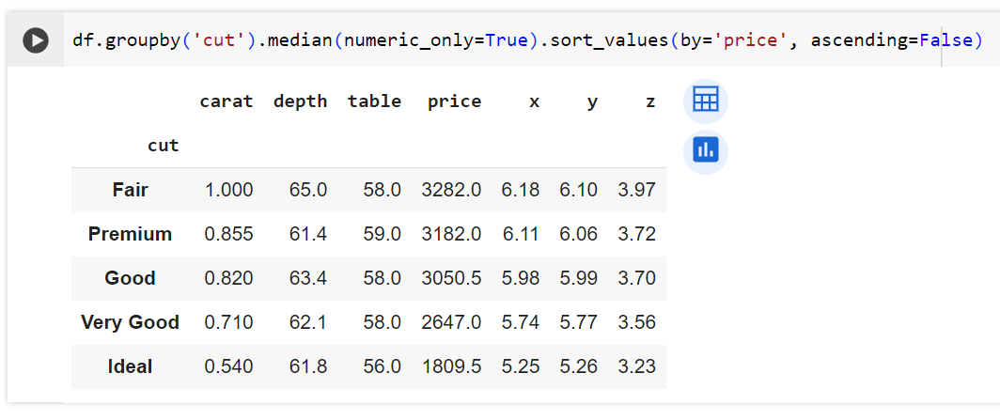 df.groupby('cut').median(numeric_only=True).sort_values(by='price', ascending=False)
carat depth table price x y z
cut
Fair 1.000 65.0 58.0 3282.0 6.18 6.10 3.97
Premium 0.855 61.4 59.0 3182.0 6.11 6.06 3.72
Good 0.820 63.4 58.0 3050.5 5.98 5.99 3.70
Very Good 0.710 62.1 58.0 2647.0 5.74 5.77 3.56
Ideal 0.540 61.8 56.0 1809.5 5.25 5.26 3.23